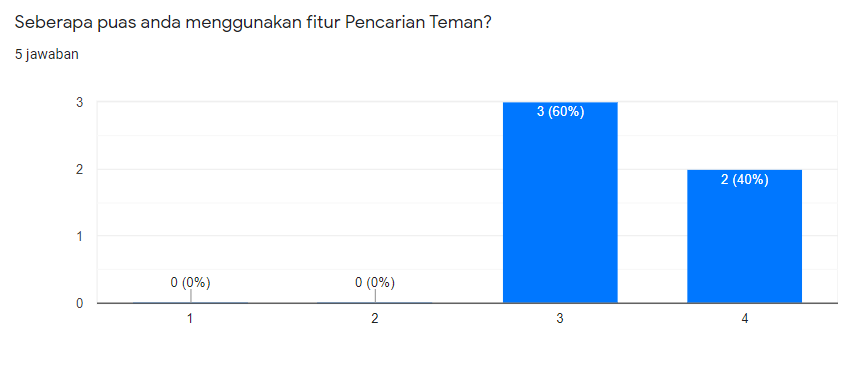 Seberapa puas anda menggunakan fitur Pencarian Teman?
5 jawaban
3
3 (60%)
2
2 (40%)
1
0 (0%) 0 (0%)
0
1 2 3 4